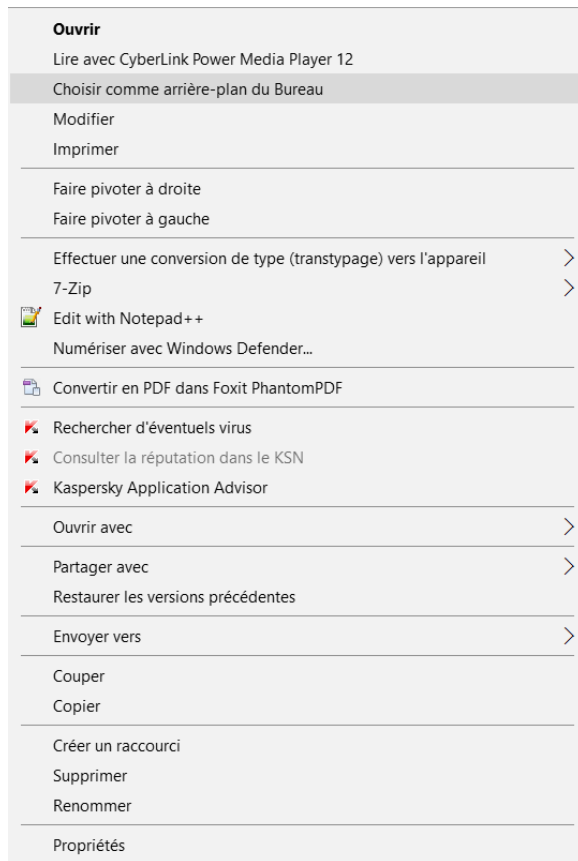 Ouvrir
Lire avec CyberLink Power Media Player 12
Choisir comme arrière-plan du Bureau
Modifier
Imprimer
Faire pivoter à droite
Faire pivoter à gauche
Effectuer une conversion de type (transtypage) vers l'appareil
7-Zip
Edit with Notepad++
Numériser avec Windows Defender...
Convertir en PDF dans Foxit PhantomPDF
Rechercher d'éventuels virus
Consulter la réputation dans le KSN
Kaspersky Application Advisor
Ouvrir avec
Partager avec
Restaurer les versions précédentes
Envoyer vers
Couper
Copier
Créer un raccourci
Supprimer
Renommer
Propriétés